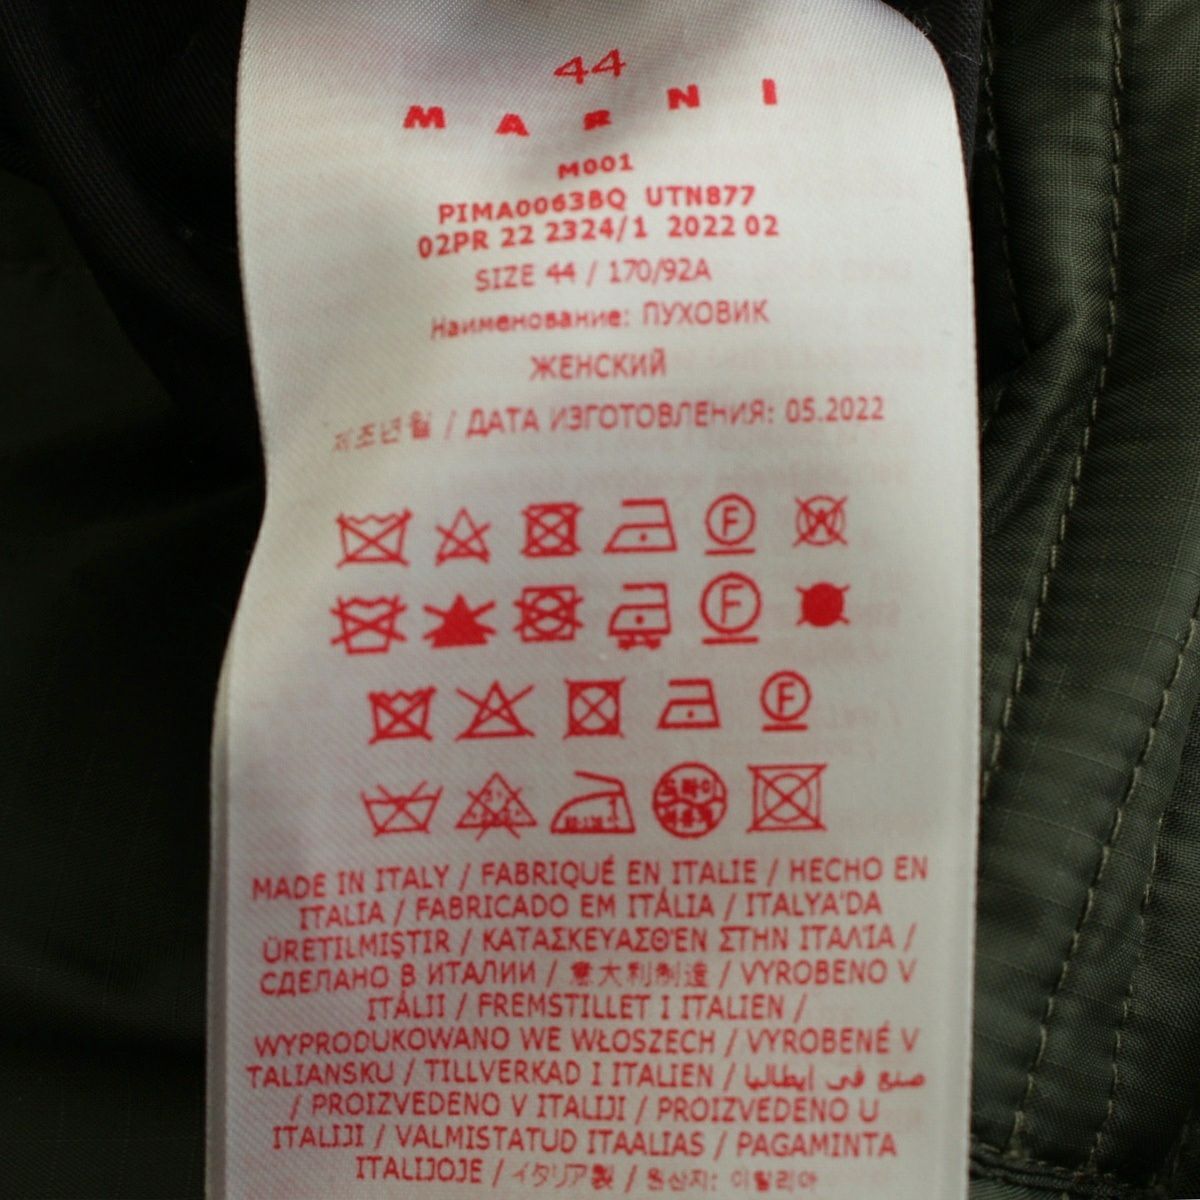 44
MARNI
M001
PIMA0063BQ UTN877
02PR 22 2324/1 2022 02
SIZE 44 / 170/92A
Наименование: ПУХОВИК
ЖЕНСКИЙ
제조년월 / ДАТА ИЗГОТОВЛЕНИЯ: 05.2022
F
F
F
MADE IN ITALY / FABRIQUÉ EN ITALIE / HECHO EN
ITALIA / FABRICADO EM ITÁLIA / ITALYA'DA
ÜRETILMIŞTIR / ΚΑΤΑΣΚΕΥΑΣΘΈΝ ΣΤΗΝ ΙΤΑΛΊΑ /
СДЕЛАНО В ИТАЛИИ / 意大利制造 / VYROBENO V
ITÁLII / FREMSTILLET I ITALIEN /
WYPRODUKOWANO WE WŁOSZECH / VYROBENÉ V
TALIANSKU / TILLVERKAD I ITALIEN / صنع في إيطاليا
/ PROIZVEDENO V ITALIJI / PROIZVEDENO U
ITALIJI / VALMISTATUD ITAALIAS / PAGAMINTA
ITALIJOJE / イタリア製 / 원산지: 이탈리아